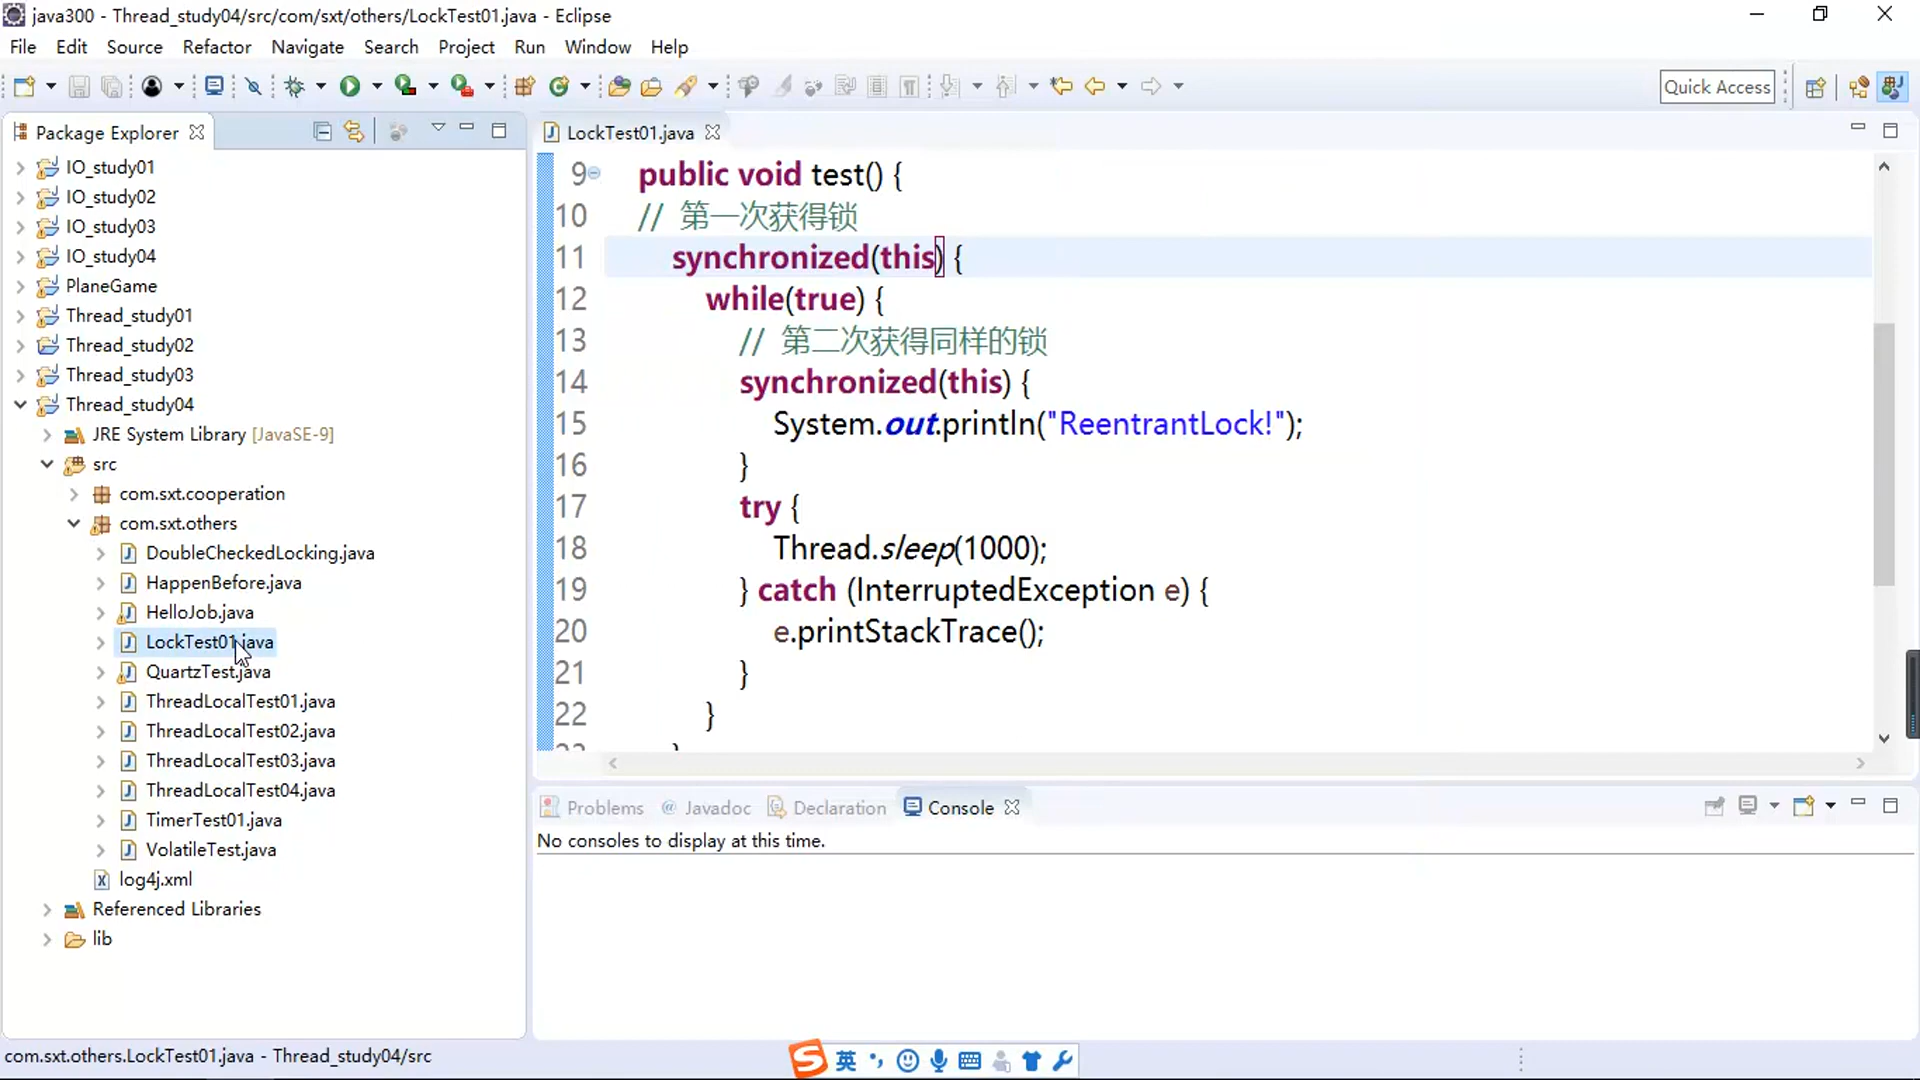 java300 - Thread_study04/src/com/sxt/others/LockTest01.java - Eclipse
File Edit Source Refactor Navigate Search Project Run Window Help
Quick Access
Package Explorer
IO_study01
IO_study02
IO_study03
IO_study04
PlaneGame
Thread_study01
Thread_study02
Thread_study03
Thread_study04
JRE System Library [JavaSE-9]
src
com.sxt.cooperation
com.sxt.others
DoubleCheckedLocking.java
HappenBefore.java
HelloJob.java
LockTest01.java
QuartzTest.java
ThreadLocalTest01.java
ThreadLocalTest02.java
ThreadLocalTest03.java
ThreadLocalTest04.java
TimerTest01.java
VolatileTest.java
log4j.xml
Referenced Libraries
lib
LockTest01.java
9 public void test() {
10 // 第一次获得锁
11 synchronized(this) {
12 while(true) {
13 // 第二次获得同样的锁
14 synchronized(this) {
15 System.out.println("ReentrantLock!");
16 }
17 try {
18 Thread.sleep(1000);
19 } catch (InterruptedException e) {
20 e.printStackTrace();
21 }
22 }
Problems @ Javadoc Declaration Console
No consoles to display at this time.
com.sxt.others.LockTest01.java - Thread_study04/src
S 英